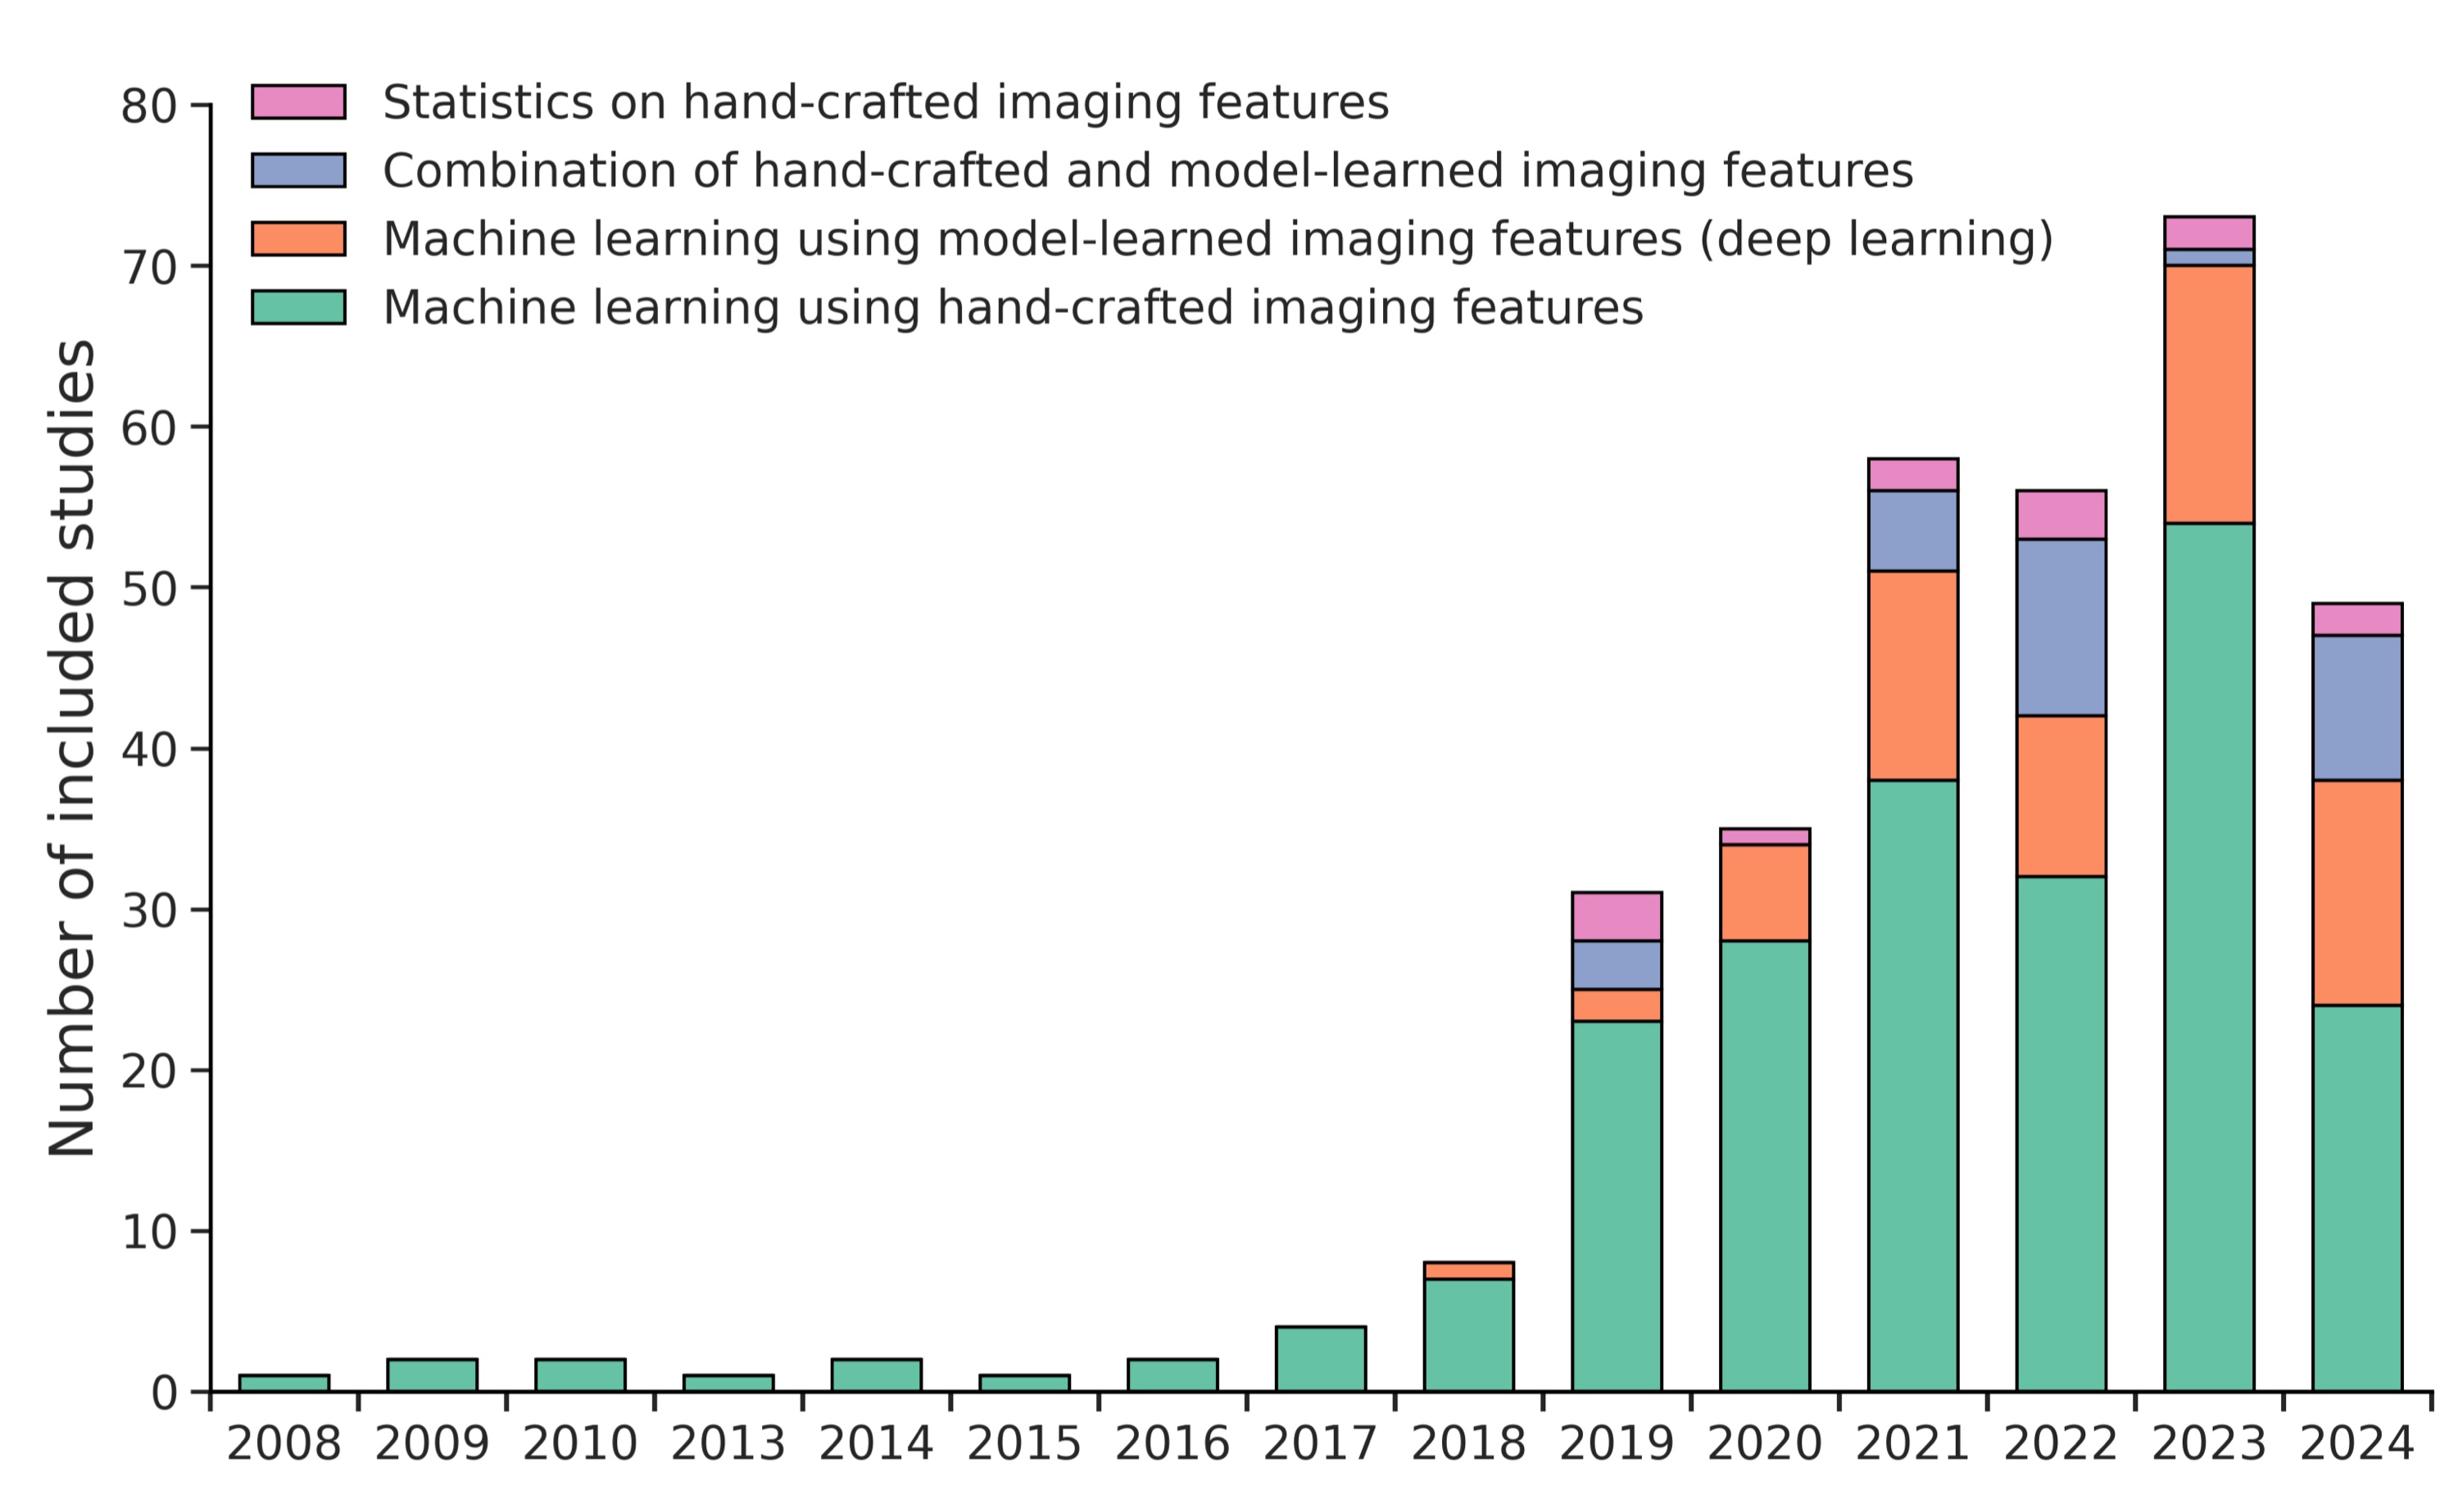 80
Statistics on hand-crafted imaging features
Combination of hand-crafted and model-learned imaging features
Machine learning using model-learned imaging features (deep learning)
70
Machine learning using hand-crafted imaging features
Number of included studies
60
50
40
30
20
10
0
2008 2009 2010 2013 2014 2015 2016 2017 2018 2019 2020 2021 2022 2023 2024